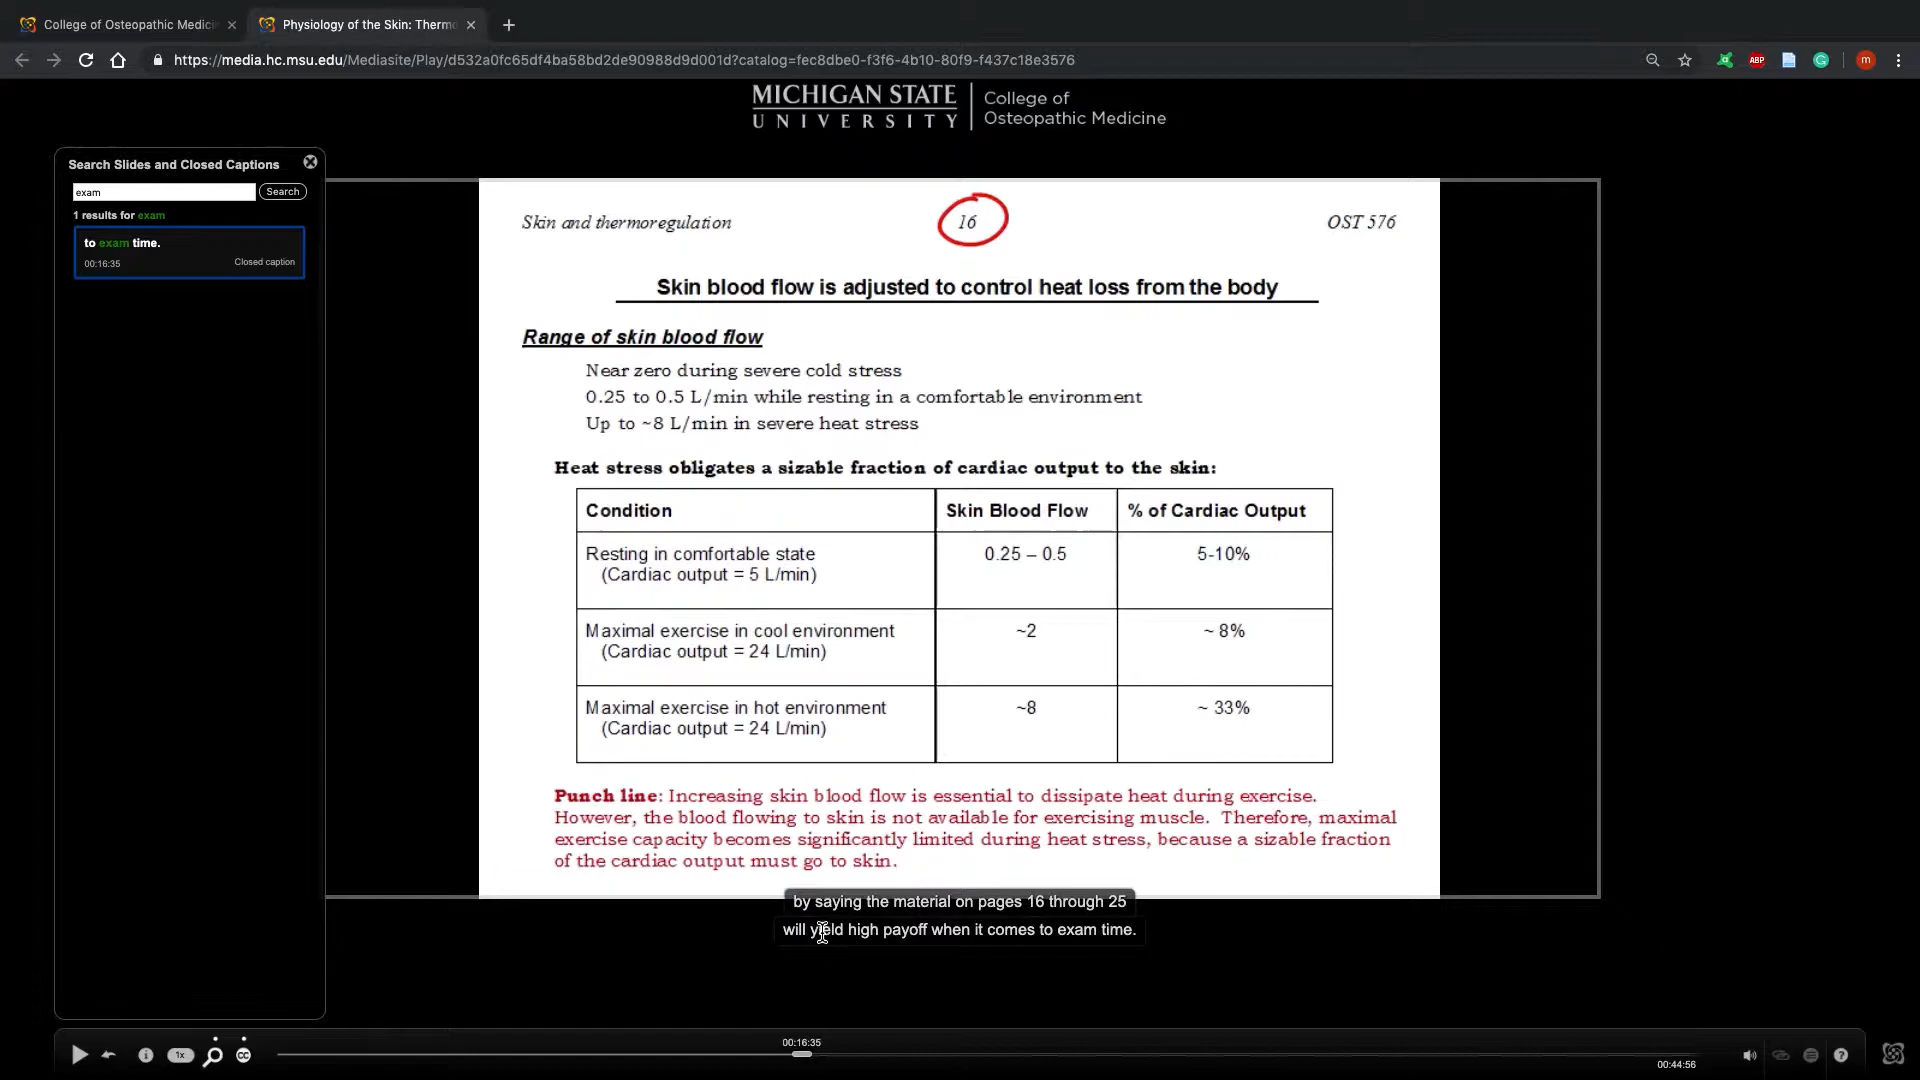 College of Osteopathic Medici
Physiology of the Skin: Thermo
https://media.hc.msu.edu/Mediasite/Play/d532a0fc65df4ba58bd2de90988d9d001d?catalog=fec8dbe0-f3f6-4b10-80f9-f437c18e3576
ABP
m
MICHIGAN STATE
UNIVERSITY
College of
Osteopathic Medicine
Search Slides and Closed Captions
exam
Search
1 results for exam
to exam time.
00:16:35
Closed caption
Skin and thermoregulation 16 OST 576
Skin blood flow is adjusted to control heat loss from the body
Range of skin blood flow
Near zero during severe cold stress
0.25 to 0.5 L/min while resting in a comfortable environment
Up to ~8 L/min in severe heat stress
Heat stress obligates a sizable fraction of cardiac output to the skin:
Condition Skin Blood Flow % of Cardiac Output
Resting in comfortable state 0.25 – 0.5 5-10%
(Cardiac output = 5 L/min)
Maximal exercise in cool environment ~2 ~ 8%
(Cardiac output = 24 L/min)
Maximal exercise in hot environment ~8 ~ 33%
(Cardiac output = 24 L/min)
Punch line: Increasing skin blood flow is essential to dissipate heat during exercise.
However, the blood flowing to skin is not available for exercising muscle. Therefore, maximal
exercise capacity becomes significantly limited during heat stress, because a sizable fraction
of the cardiac output must go to skin.
by saying the material on pages 16 through 25
will yield high payoff when it comes to exam time.
00:16:35
1x
CC
00:44:56